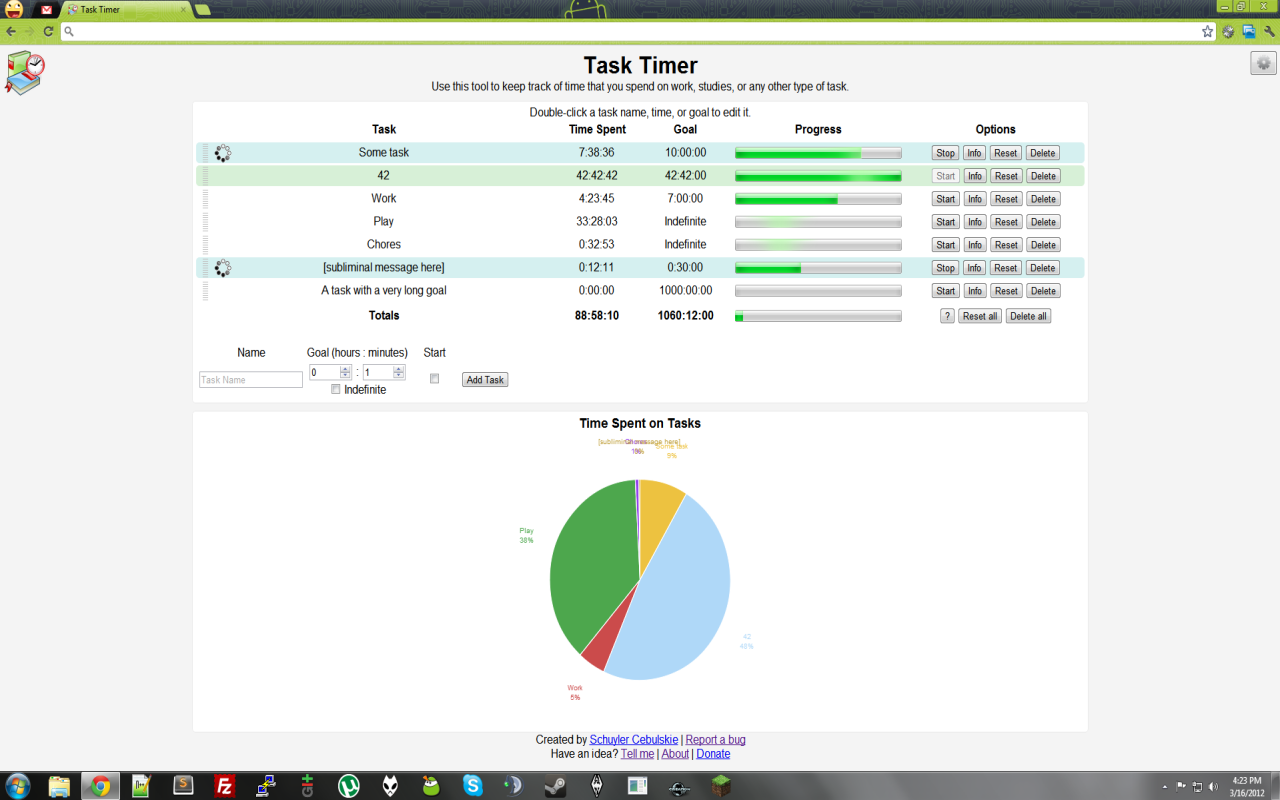 Task Timer
Task Timer
Use this tool to keep track of time that you spend on work, studies, or any other type of task.
Double-click a task name, time, or goal to edit it.
Task Time Spent Goal Progress Options
Some task 7:38:36 10:00:00 Stop Info Reset Delete
42 42:42:42 42:42:00 Start Info Reset Delete
Work 4:23:45 7:00:00 Start Info Reset Delete
Play 33:28:03 Indefinite Start Info Reset Delete
Chores 0:32:53 Indefinite Start Info Reset Delete
[subliminal message here] 0:12:11 0:30:00 Stop Info Reset Delete
A task with a very long goal 0:00:00 1000:00:00 Start Info Reset Delete
Totals 88:58:10 1060:12:00 ? Reset all Delete all
Name Goal (hours : minutes) Start
Task Name 0 : 1 Add Task
Indefinite
Time Spent on Tasks
[subliminal message here] Chores
Some task
9%
Play
38%
42
48%
Work
5%
Created by Schuyler Cebulskie | Report a bug
Have an idea? Tell me | About | Donate
4:23 PM
3/16/2012